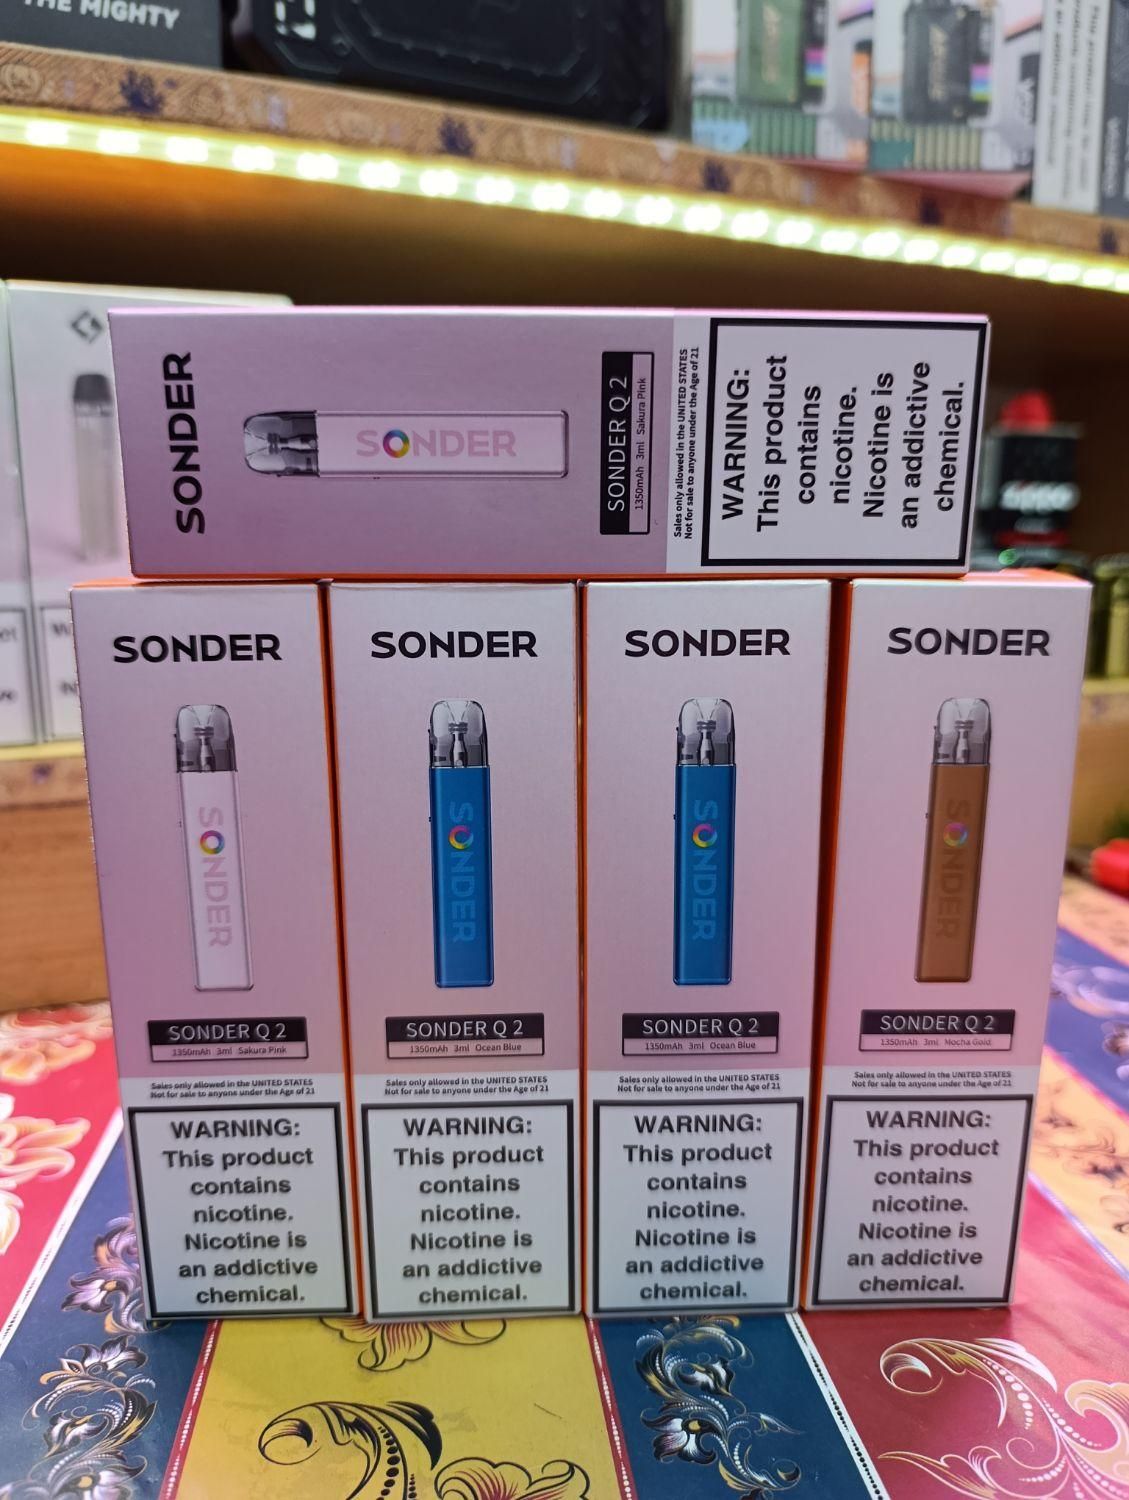 THE MIGHTY
SONDER
SONDER
SONDER Q 2
1350mAh 3ml Sakura Pink
Sales only allowed in the UNITED STATES
Not for sale to anyone under the Age of 21
WARNING:
This product
contains
nicotine.
Nicotine is
an addictive
chemical.
SONDER
SONDER
SONDER Q 2
1350mAh 3ml Sakura Pink
Sales only allowed in the UNITED STATES
Not for sale to anyone under the Age of 21
WARNING:
This product
contains
nicotine.
Nicotine is
an addictive
chemical.
SONDER
SONDER
SONDER Q 2
1350mAh 3ml Ocean Blue
Sales only allowed in the UNITED STATES
Not for sale to anyone under the Age of 21
WARNING:
This product
contains
nicotine.
Nicotine is
an addictive
chemical.
SONDER
SONDER
SONDER Q 2
1350mAh 3ml Ocean Blue
Sales only allowed in the UNITED STATES
Not for sale to anyone under the Age of 21
WARNING:
This product
contains
nicotine.
Nicotine is
an addictive
chemical.
SONDER
SONDER
SONDER Q 2
1350mAh 3ml Mocha Gold
Sales only allowed in the UNITED STATES
Not for sale to anyone under the Age of 21
WARNING:
This product
contains
nicotine.
Nicotine is
an addictive
chemical.